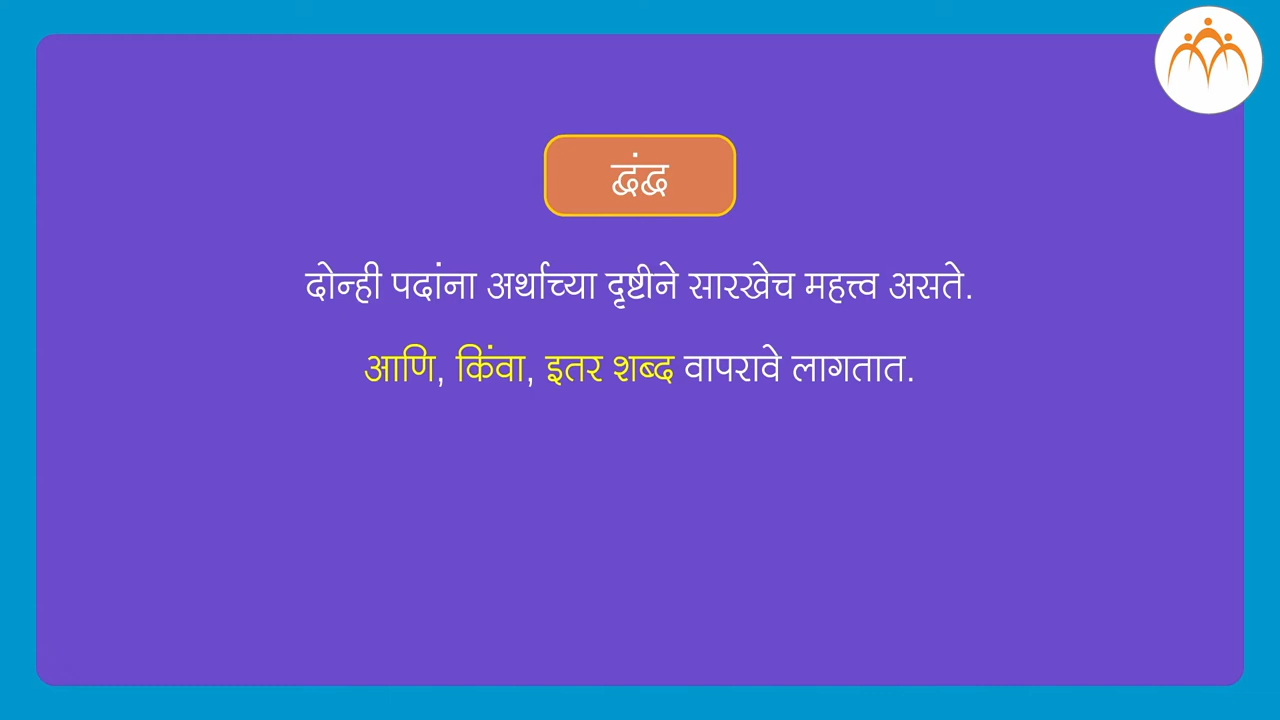 द्वंद्व
दोन्ही पदांना अर्थाच्या दृष्टीने सारखेच महत्त्व असते.
आणि, किंवा, इतर शब्द वापरावे लागतात.